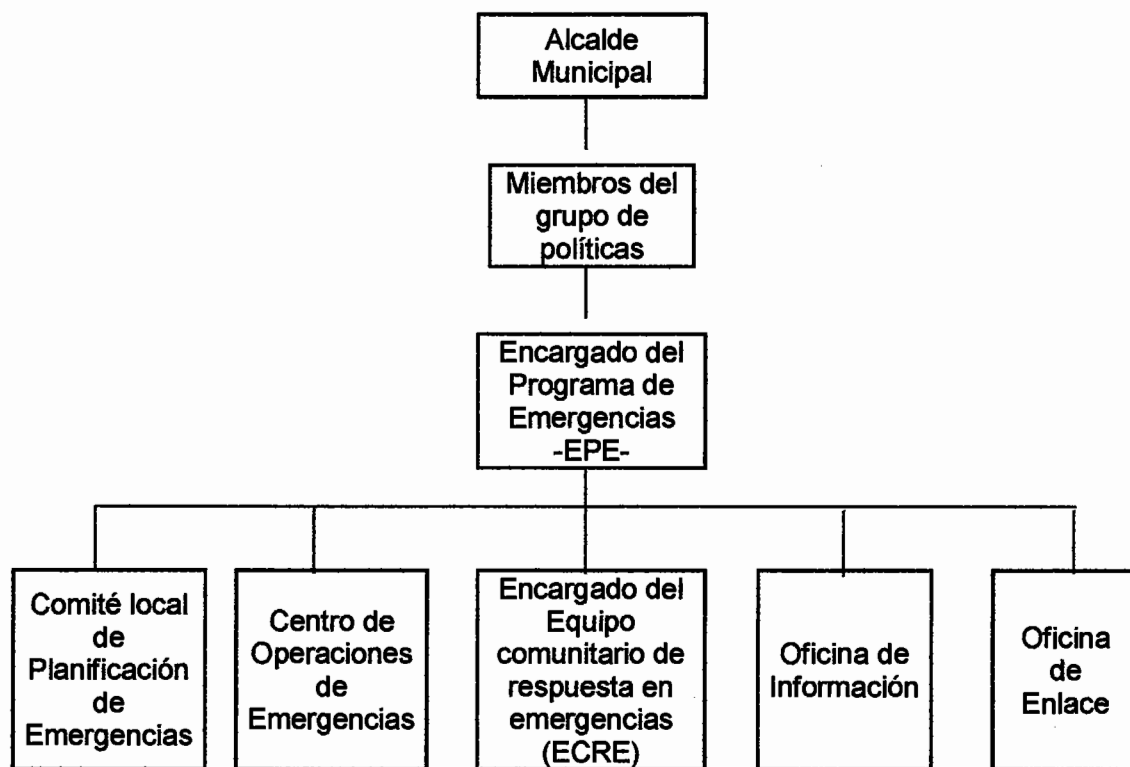 Alcalde
Municipal
Miembros del
grupo de
políticas
Encargado del
Programa de
Emergencias
-EPE-
Comité local
de
Planificación
de
Emergencias
Centro de
Operaciones
de
Emergencias
Encargado del
Equipo
comunitario de
respuesta en
emergencias
(ECRE)
Oficina de
Información
Oficina
de
Enlace